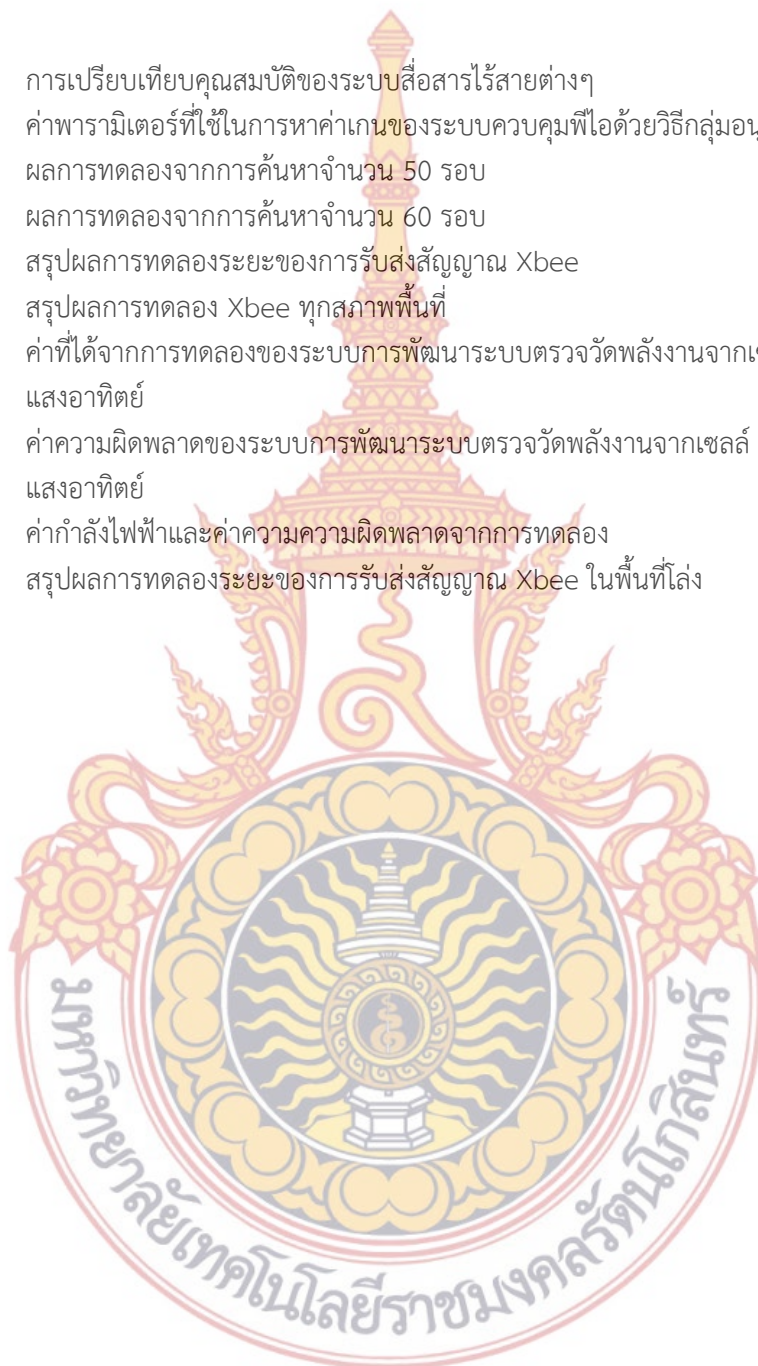 การเปรียบเทียบคุณสมบัติของระบบสื่อสารไร้สายต่างๆ
ค่าพารามิเตอร์ที่ใช้ในการหาค่าเกนของระบบควบคุมพีไอด้วยวิธีกลุ่มอนุ
ผลการทดลองจากการค้นหาจำนวน 50 รอบ
ผลการทดลองจากการค้นหาจำนวน 60 รอบ
สรุปผลการทดลองระยะของการรับส่งสัญญาณ Xbee
สรุปผลการทดลอง Xbee ทุกสภาพพื้นที่
ค่าที่ได้จากการทดลองของระบบการพัฒนาระบบตรวจวัดพลังงานจากเ
แสงอาทิตย์
ค่าความผิดพลาดของระบบการพัฒนาระบบตรวจวัดพลังงานจากเซลล์
แสงอาทิตย์
ค่ากำลังไฟฟ้าและค่าความความผิดพลาดจากการทดลอง
สรุปผลการทดลองระยะของการรับส่งสัญญาณ Xbee ในพื้นที่โล่ง
มหาวิทยาลัยเทคโนโลยีราชมงคลรัตนโกสินทร์